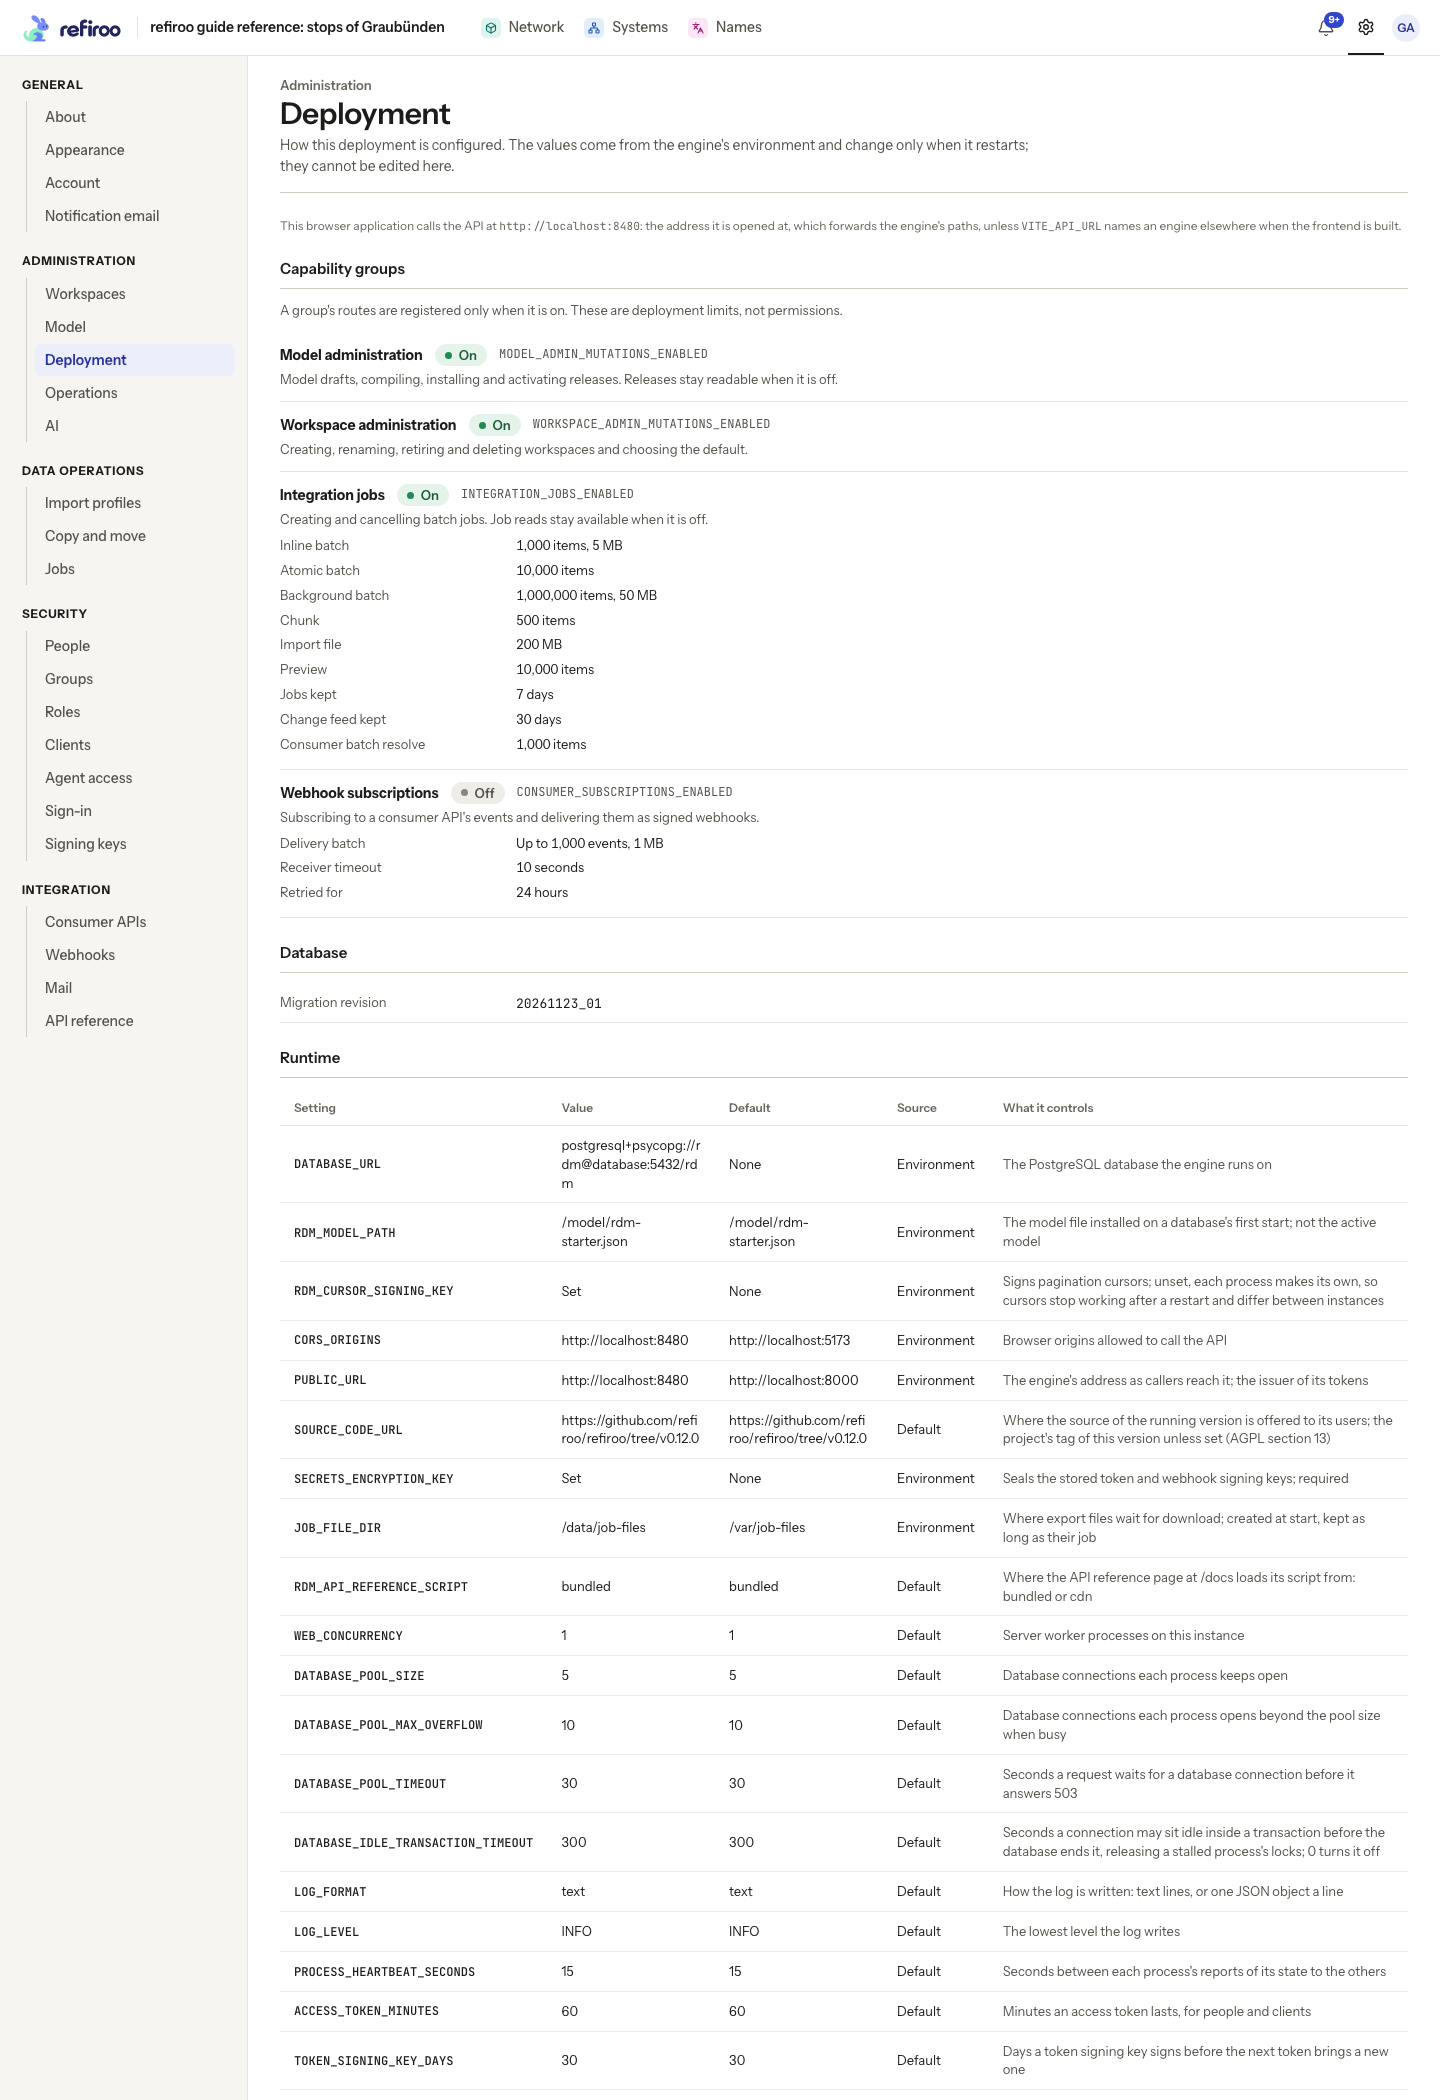 refiroo
refiroo guide reference: stops of Graubünden
Network
Systems
Names
9+
GA
GENERAL
About
Appearance
Account
Notification email
ADMINISTRATION
Workspaces
Model
Deployment
Operations
AI
DATA OPERATIONS
Import profiles
Copy and move
Jobs
SECURITY
People
Groups
Roles
Clients
Agent access
Sign-in
Signing keys
INTEGRATION
Consumer APIs
Webhooks
Mail
API reference
Administration
Deployment
How this deployment is configured. The values come from the engine's environment and change only when it restarts;
they cannot be edited here.
This browser application calls the API at http://localhost:8480: the address it is opened at, which forwards the engine's paths, unless VITE_API_URL names an engine elsewhere when the frontend is built.
Capability groups
A group's routes are registered only when it is on. These are deployment limits, not permissions.
Model administration On MODEL_ADMIN_MUTATIONS_ENABLED
Model drafts, compiling, installing and activating releases. Releases stay readable when it is off.
Workspace administration On WORKSPACE_ADMIN_MUTATIONS_ENABLED
Creating, renaming, retiring and deleting workspaces and choosing the default.
Integration jobs On INTEGRATION_JOBS_ENABLED
Creating and cancelling batch jobs. Job reads stay available when it is off.
Inline batch 1,000 items, 5 MB
Atomic batch 10,000 items
Background batch 1,000,000 items, 50 MB
Chunk 500 items
Import file 200 MB
Preview 10,000 items
Jobs kept 7 days
Change feed kept 30 days
Consumer batch resolve 1,000 items
Webhook subscriptions Off CONSUMER_SUBSCRIPTIONS_ENABLED
Subscribing to a consumer API's events and delivering them as signed webhooks.
Delivery batch Up to 1,000 events, 1 MB
Receiver timeout 10 seconds
Retried for 24 hours
Database
Migration revision 20261123_01
Runtime
Setting Value Default Source What it controls
DATABASE_URL
postgresql+psycopg://r
dm@database:5432/rd
m
None Environment The PostgreSQL database the engine runs on
RDM_MODEL_PATH
/model/rdm-
starter.json
/model/rdm-
starter.json
Environment
The model file installed on a database's first start; not the active
model
RDM_CURSOR_SIGNING_KEY Set None Environment
Signs pagination cursors; unset, each process makes its own, so
cursors stop working after a restart and differ between instances
CORS_ORIGINS http://localhost:8480 http://localhost:5173 Environment Browser origins allowed to call the API
PUBLIC_URL http://localhost:8480 http://localhost:8000 Environment The engine's address as callers reach it; the issuer of its tokens
SOURCE_CODE_URL
https://github.com/refi
roo/refiroo/tree/v0.12.0
https://github.com/refi
roo/refiroo/tree/v0.12.0
Default
Where the source of the running version is offered to its users; the
project's tag of this version unless set (AGPL section 13)
SECRETS_ENCRYPTION_KEY Set None Environment Seals the stored token and webhook signing keys; required
JOB_FILE_DIR /data/job-files /var/job-files Environment
Where export files wait for download; created at start, kept as
long as their job
RDM_API_REFERENCE_SCRIPT bundled bundled Default
Where the API reference page at /docs loads its script from:
bundled or cdn
WEB_CONCURRENCY 1 1 Default Server worker processes on this instance
DATABASE_POOL_SIZE 5 5 Default Database connections each process keeps open
DATABASE_POOL_MAX_OVERFLOW 10 10 Default
Database connections each process opens beyond the pool size
when busy
DATABASE_POOL_TIMEOUT 30 30 Default
Seconds a request waits for a database connection before it
answers 503
DATABASE_IDLE_TRANSACTION_TIMEOUT 300 300 Default
Seconds a connection may sit idle inside a transaction before the
database ends it, releasing a stalled process's locks; 0 turns it off
LOG_FORMAT text text Default How the log is written: text lines, or one JSON object a line
LOG_LEVEL INFO INFO Default The lowest level the log writes
PROCESS_HEARTBEAT_SECONDS 15 15 Default Seconds between each process's reports of its state to the others
ACCESS_TOKEN_MINUTES 60 60 Default Minutes an access token lasts, for people and clients
TOKEN_SIGNING_KEY_DAYS 30 30 Default
Days a token signing key signs before the next token brings a new
one